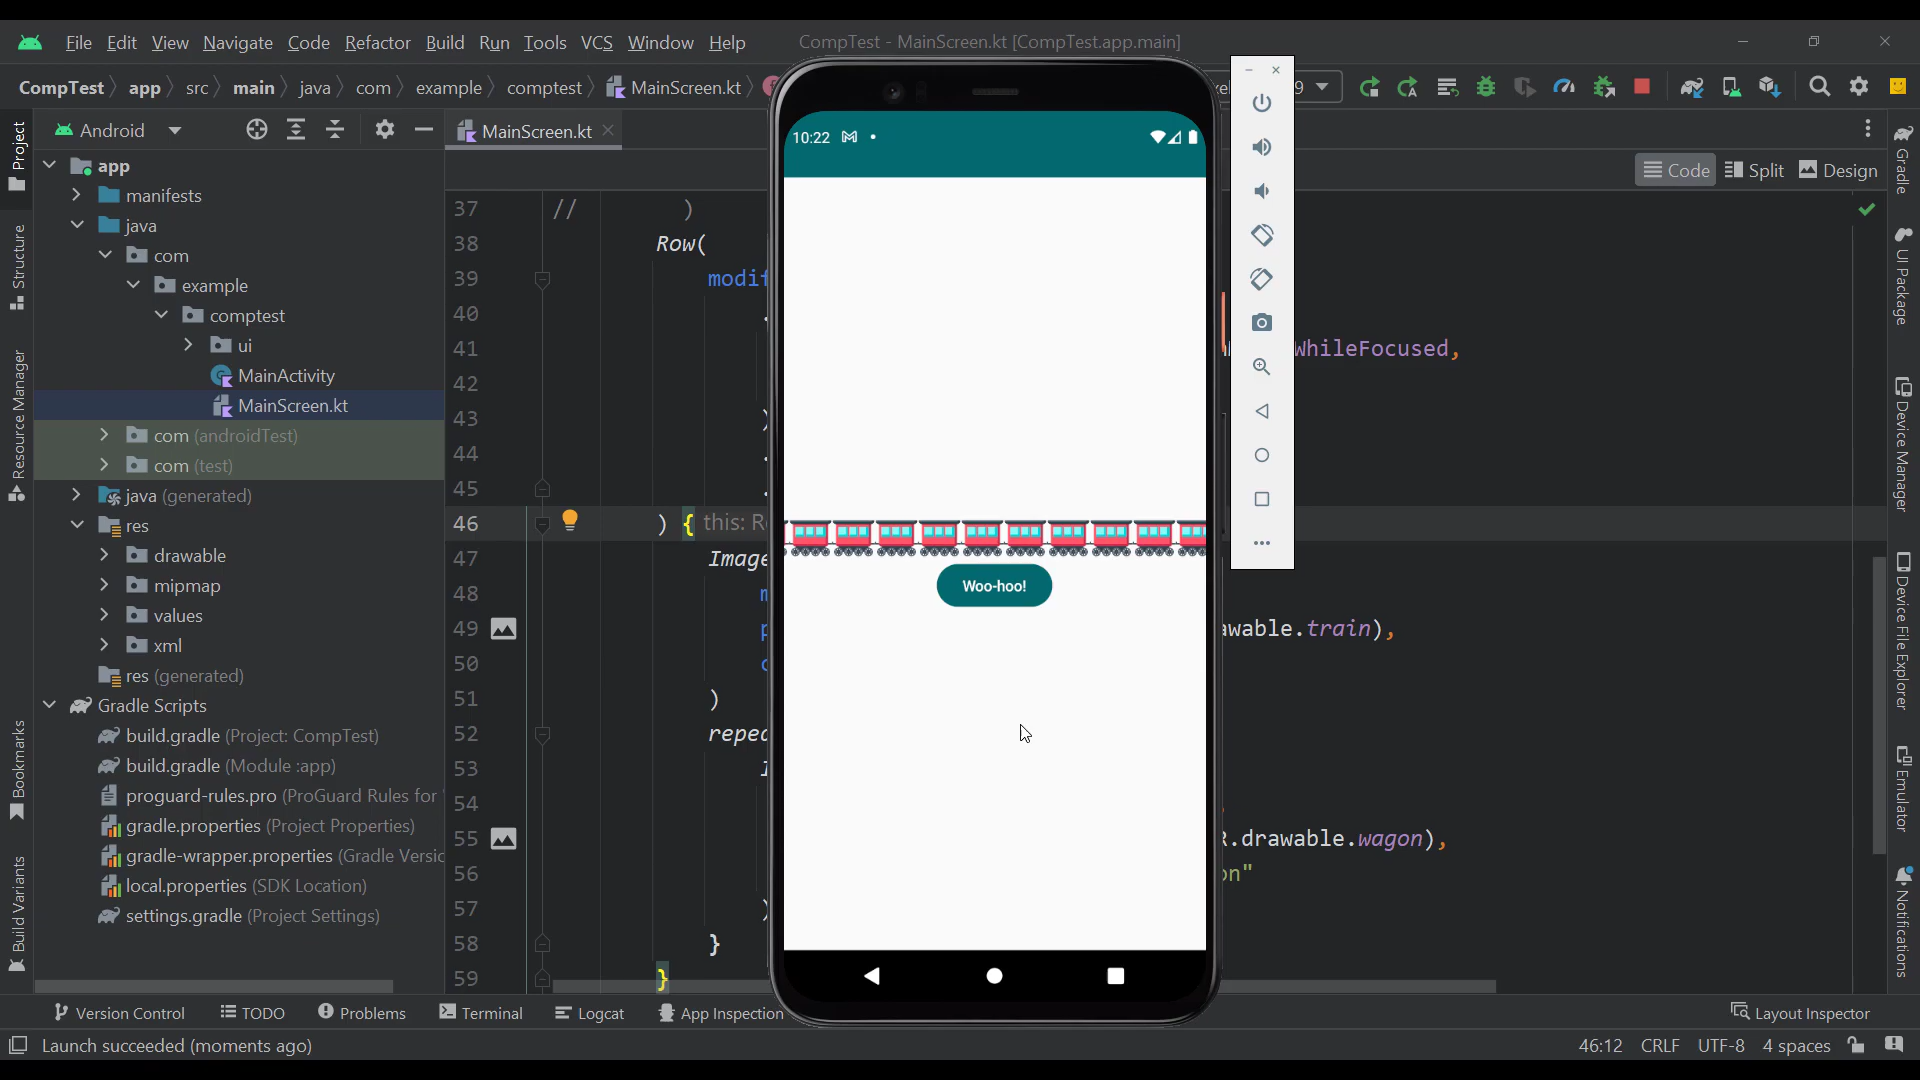 File Edit View Navigate Code Refactor Build Run Tools VCS Window Help CompTest - MainScreen.kt [CompTest.app.main]
CompTest app src main java com example comptest MainScreen.kt 9
Android
MainScreen.kt
Code Split Design
Project
Structure
Resource Manager
Bookmarks
Build Variants
app
manifests
java
com
example
comptest
ui
MainActivity
MainScreen.kt
com (androidTest)
com (test)
java (generated)
res
drawable
mipmap
values
xml
res (generated)
Gradle Scripts
build.gradle (Project: CompTest)
build.gradle (Module :app)
proguard-rules.pro (ProGuard Rules for
gradle.properties (Project Properties)
gradle-wrapper.properties (Gradle Versic
local.properties (SDK Location)
settings.gradle (Project Settings)
37 // )
38 Row(
39 modif
40 .
41 WhileFocused,
42
43 )
44 .
45 .
46 ) { this: R
47 Image
48 m
49 p awable.train),
50 c
51 )
52 repea
53 I
54 ,
55 R.drawable.wagon),
56 on"
57 )
58 }
59 }
10:22
Woo-hoo!
Gradle
UI Package
Device Manager
Device File Explorer
Emulator
Notifications
Version Control TODO Problems Terminal Logcat App Inspection Layout Inspector
Launch succeeded (moments ago) 46:12 CRLF UTF-8 4 spaces